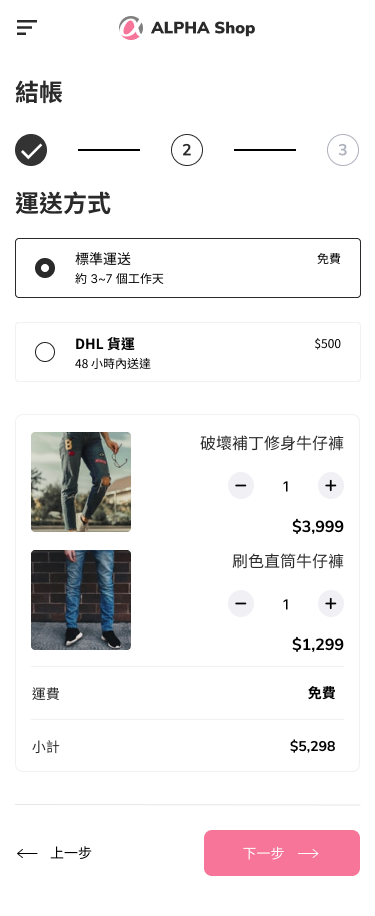 ALPHA Shop
結帳
2
3
運送方式
標準運送
免費
約 3~7 個工作天
DHL 貨運
$500
48 小時內送達
破壞補丁修身牛仔褲
1
$3,999
刷色直筒牛仔褲
1
$1,299
運費
免費
小計
$5,298
上一步
下一步